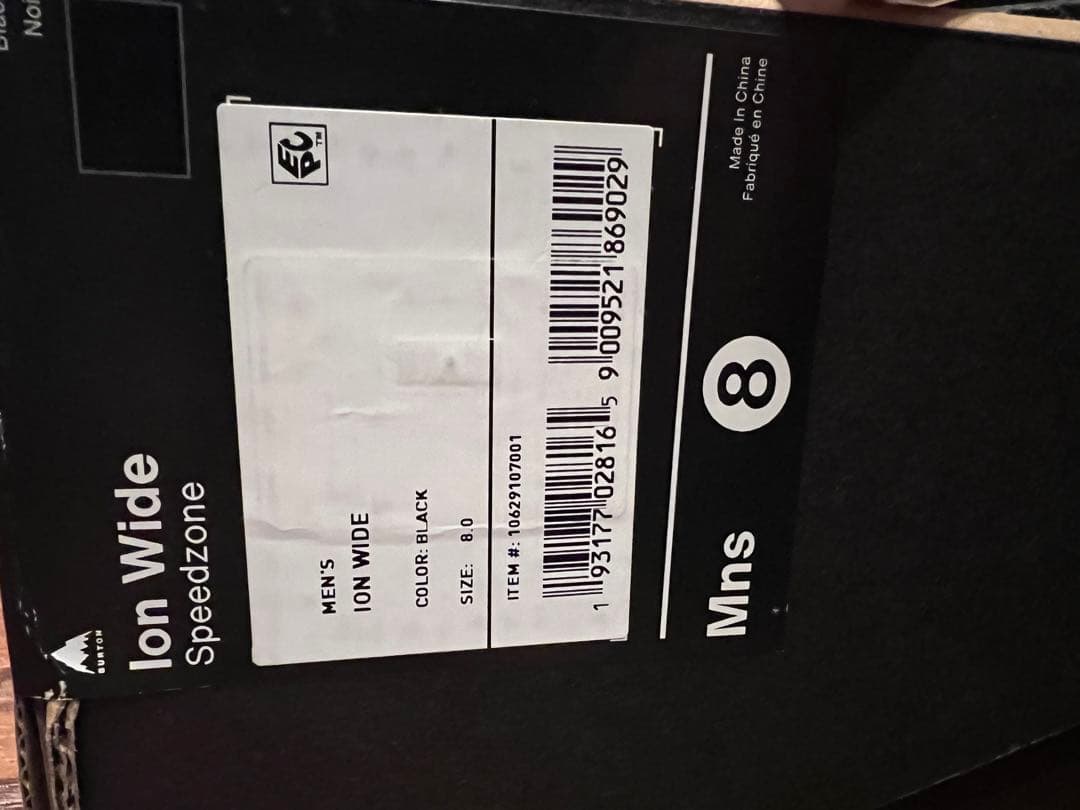 BURTON
Ion Wide
Speedzone
EPC™
MEN'S
ION WIDE
COLOR: BLACK
SIZE: 8.0
ITEM #: 10629107001
1 93177 02816 5
9 009521 869029
Mns 8
Made In China
Fabriqué en Chine